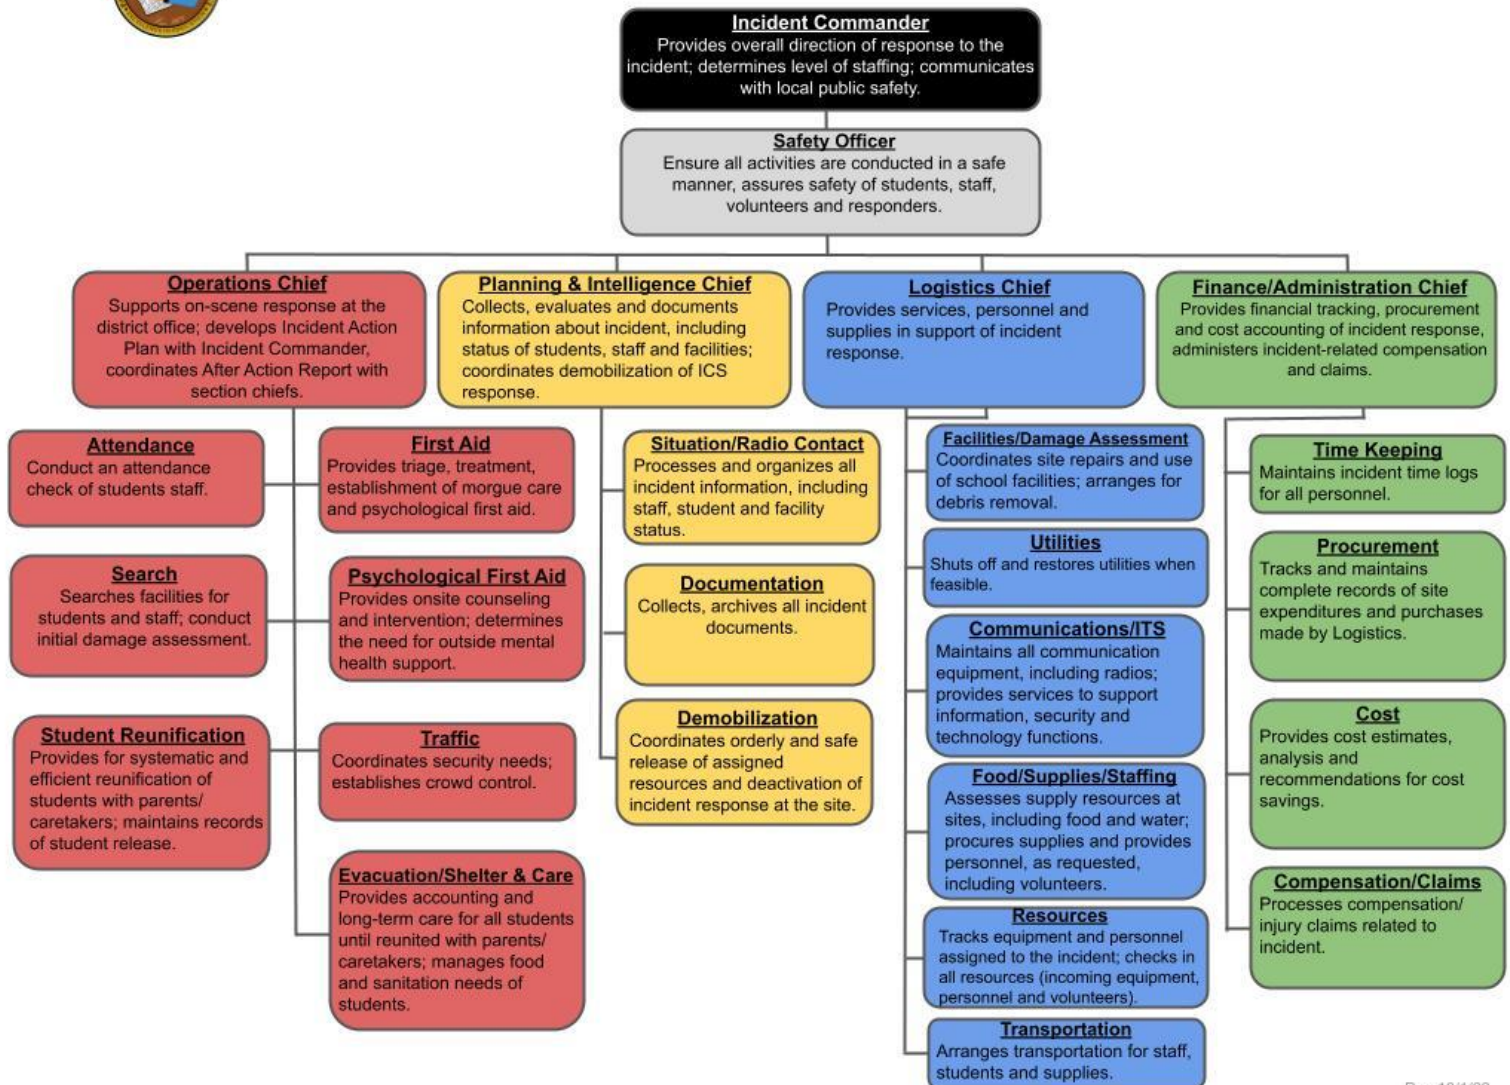 Incident Commander
Provides overall direction of response to the
incident; determines level of staffing; communicates
with local public safety.
Safety Officer
Ensure all activities are conducted in a safe
manner, assures safety of students, staff,
volunteers and responders.
Operations Chief
Supports on-scene response at the
district office; develops Incident Action
Plan with Incident Commander,
coordinates After Action Report with
section chiefs.
Planning & Intelligence Chief
Collects, evaluates and documents
information about incident, including
status of students, staff and facilities;
coordinates demobilization of ICS
response.
Logistics Chief
Provides services, personnel and
supplies in support of incident
response.
Finance/Administration Chief
Provides financial tracking, procurement
and cost accounting of incident response,
administers incident-related compensation
and claims.
Attendance
Conduct an attendance
check of students staff.
Search
Searches facilities for
students and staff; conduct
initial damage assessment.
Student Reunification
Provides for systematic and
efficient reunification of
students with parents/
caretakers; maintains records
of student release.
First Aid
Provides triage, treatment,
establishment of morgue care
and psychological first aid.
Psychological First Aid
Provides onsite counseling
and intervention; determines
the need for outside mental
health support.
Traffic
Coordinates security needs;
establishes crowd control.
Evacuation/Shelter & Care
Provides accounting and
long-term care for all students
until reunited with parents/
caretakers; manages food
and sanitation needs of
students.
Situation/Radio Contact
Processes and organizes all
incident information, including
staff, student and facility
status.
Documentation
Collects, archives all incident
documents.
Demobilization
Coordinates orderly and safe
release of assigned
resources and deactivation of
incident response at the site.
Facilities/Damage Assessment
Coordinates site repairs and use
of school facilities; arranges for
debris removal.
Utilities
Shuts off and restores utilities when
feasible.
Communications/ITS
Maintains all communication
equipment, including radios;
provides services to support
information, security and
technology functions.
Food/Supplies/Staffing
Assesses supply resources at
sites, including food and water;
procures supplies and provides
personnel, as requested,
including volunteers.
Resources
Tracks equipment and personnel
assigned to the incident; checks in
all resources (incoming equipment,
personnel and volunteers).
Transportation
Arranges transportation for staff,
students and supplies.
Time Keeping
Maintains incident time logs
for all personnel.
Procurement
Tracks and maintains
complete records of site
expenditures and purchases
made by Logistics.
Cost
Provides cost estimates,
analysis and
recommendations for cost
savings.
Compensation/Claims
Processes compensation/
injury claims related to
incident.